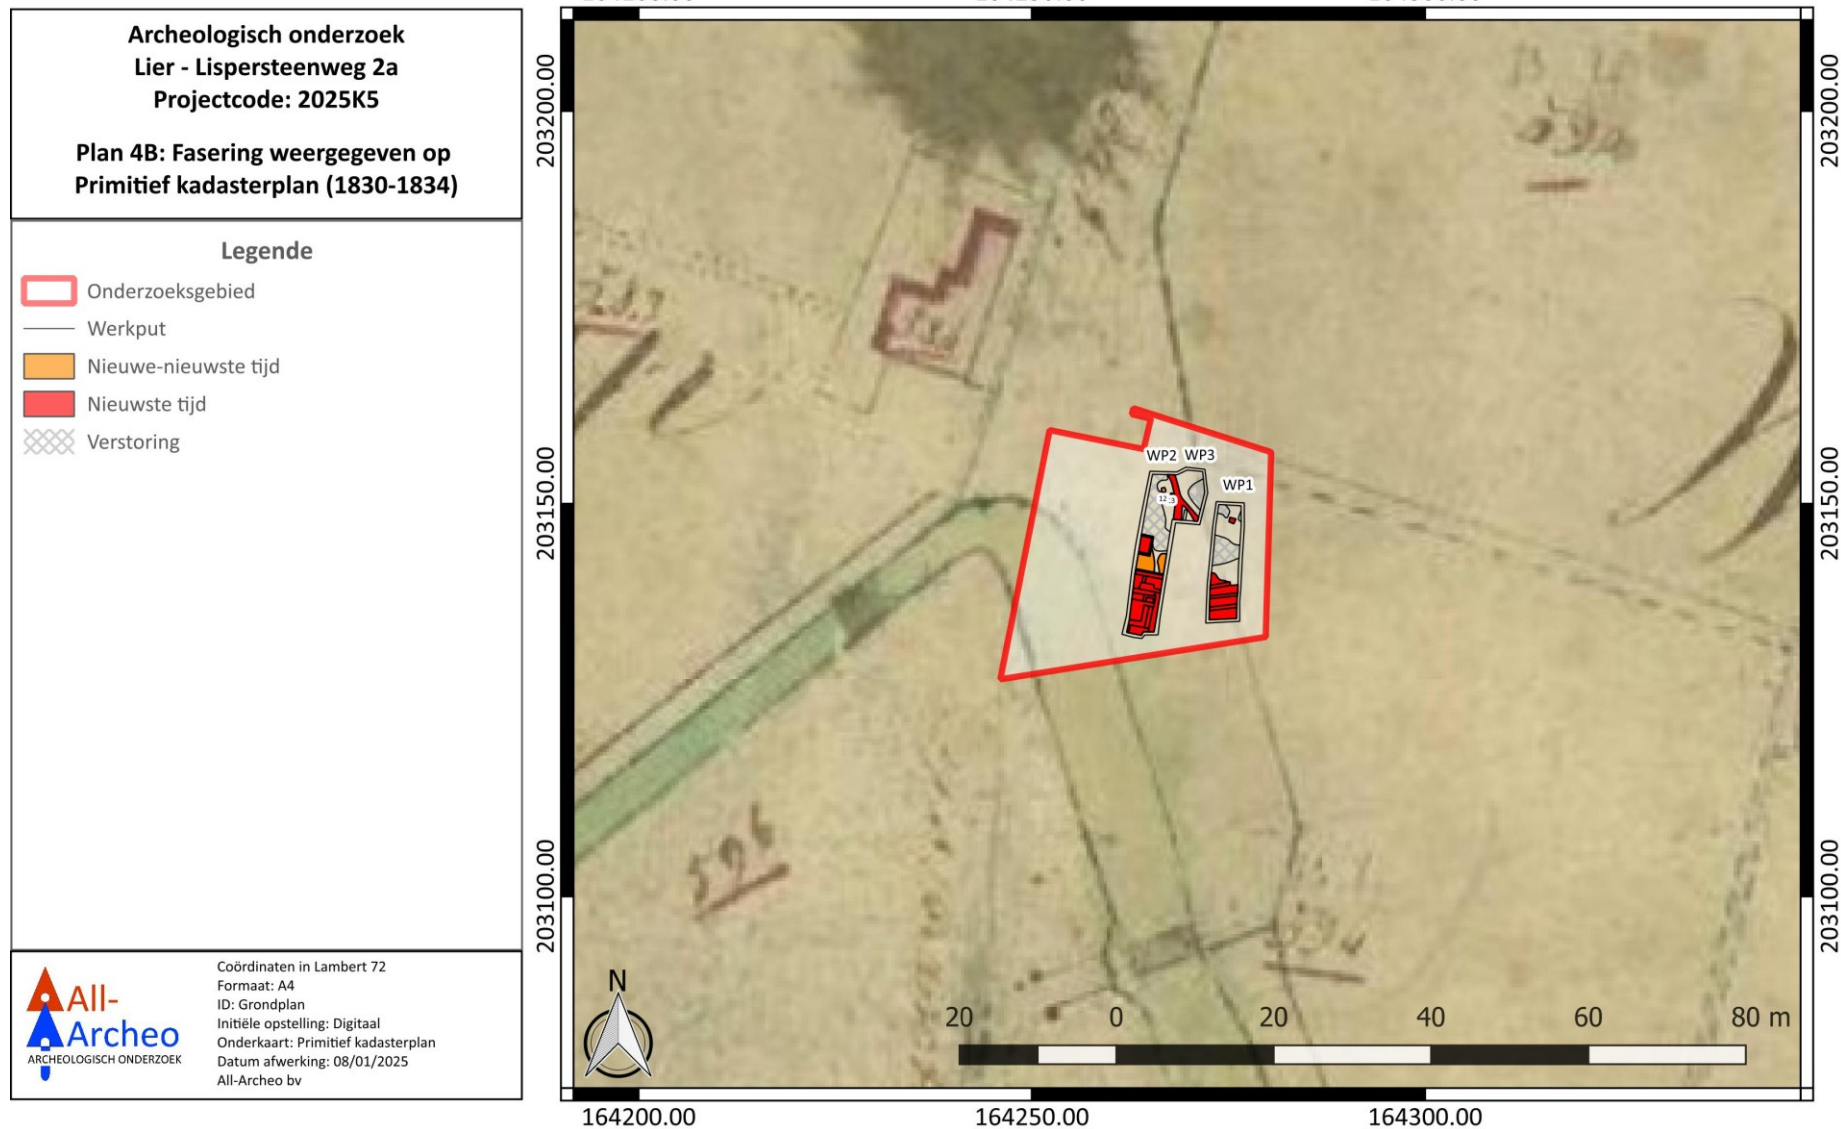 Archeologisch onderzoek
Lier - Lispersteenweg 2a
Projectcode: 2025K5
Plan 4B: Fasering weergegeven op
Primitief kadasterplan (1830-1834)
Legende
Onderzoeksgebied
Werkput
Nieuwe-nieuwste tijd
Nieuwste tijd
Verstoring
All-
Archeo
ARCHEOLOGISCH ONDERZOEK
Coördinaten in Lambert 72
Formaat: A4
ID: Grondplan
Initiële opstelling: Digitaal
Onderkaart: Primitief kadasterplan
Datum afwerking: 08/01/2025
All-Archeo bv
203200.00
203200.00
WP2 WP3
WP1
203150.00
203150.00
596
203100.00
203100.00
N
20 0 20 40 60 80 m
164200.00 164250.00 164300.00